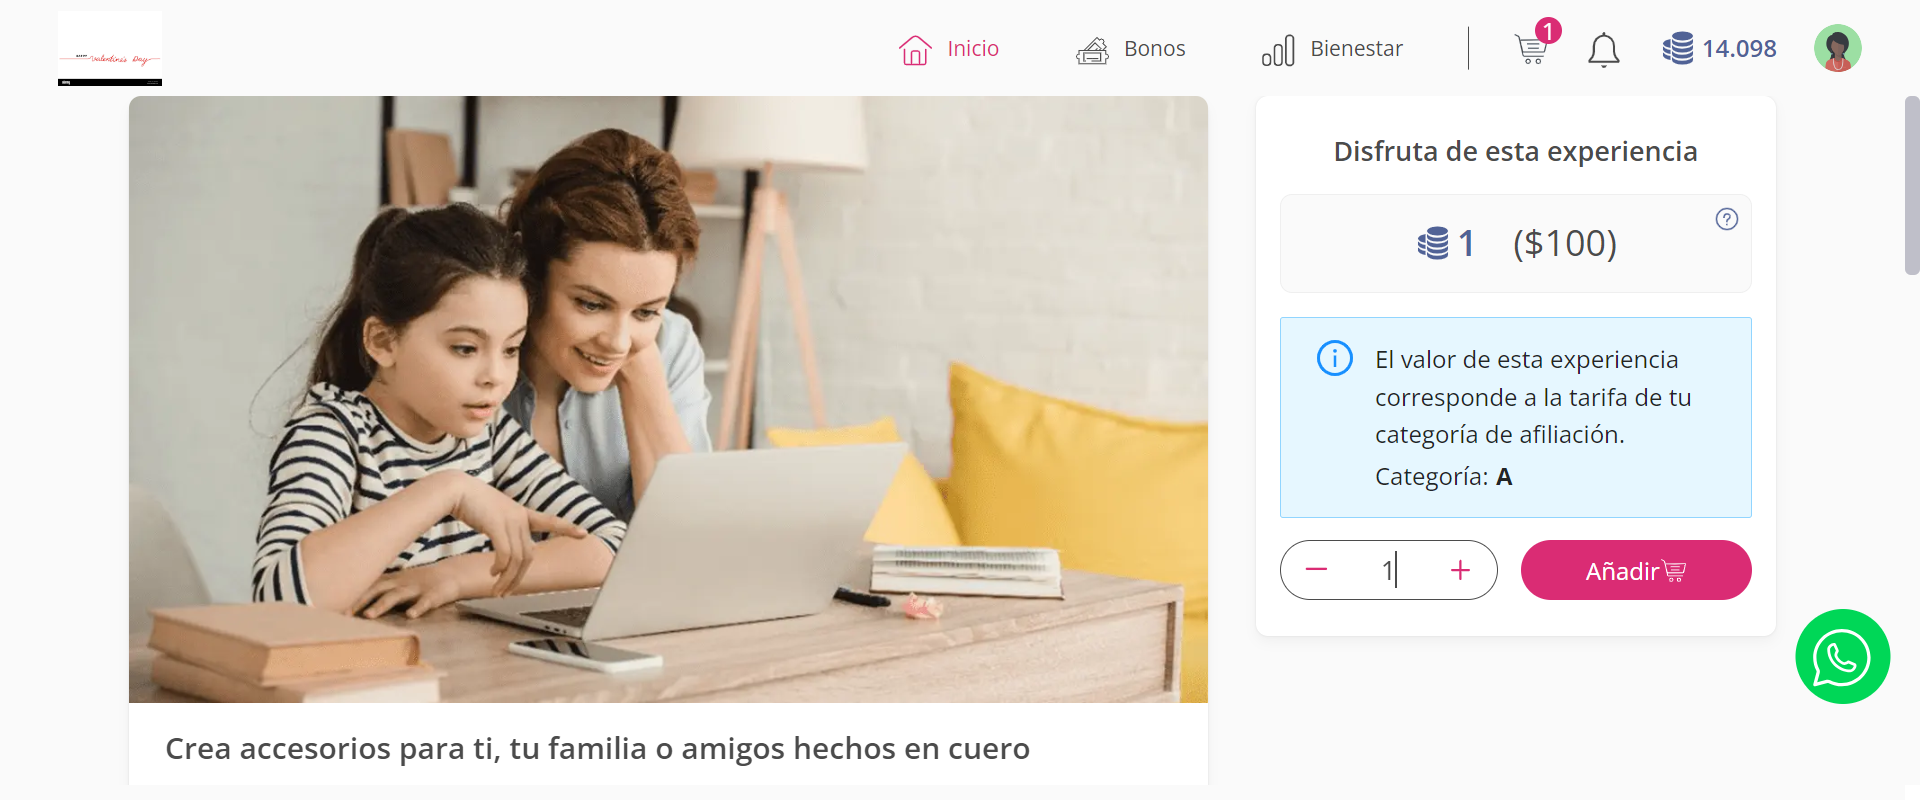 Valentine's Day
Inicio
Bonos
Bienestar
1
14.098
Disfruta de esta experiencia
1 ($100)
?
El valor de esta experiencia
corresponde a la tarifa de tu
categoría de afiliación.
Categoría: A
− 1 +
Añadir
Crea accesorios para ti, tu familia o amigos hechos en cuero